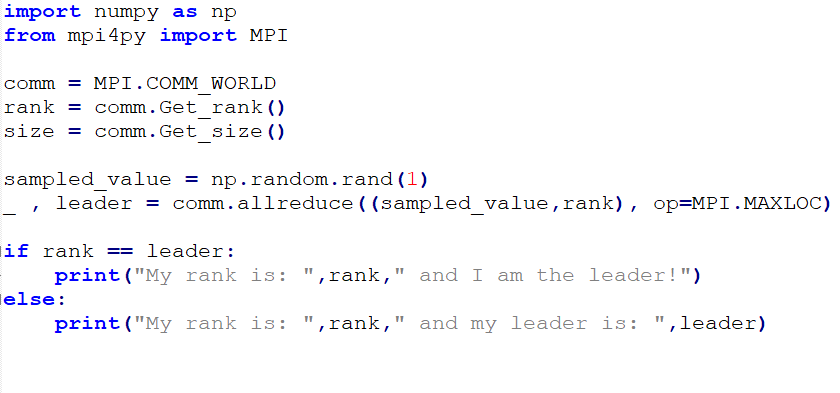 import numpy as np
from mpi4py import MPI

comm = MPI.COMM_WORLD
rank = comm.Get_rank()
size = comm.Get_size()

sampled_value = np.random.rand(1)
_ , leader = comm.allreduce((sampled_value,rank), op=MPI.MAXLOC)

if rank == leader:
    print("My rank is: ",rank," and I am the leader!")
else:
    print("My rank is: ",rank," and my leader is: ",leader)